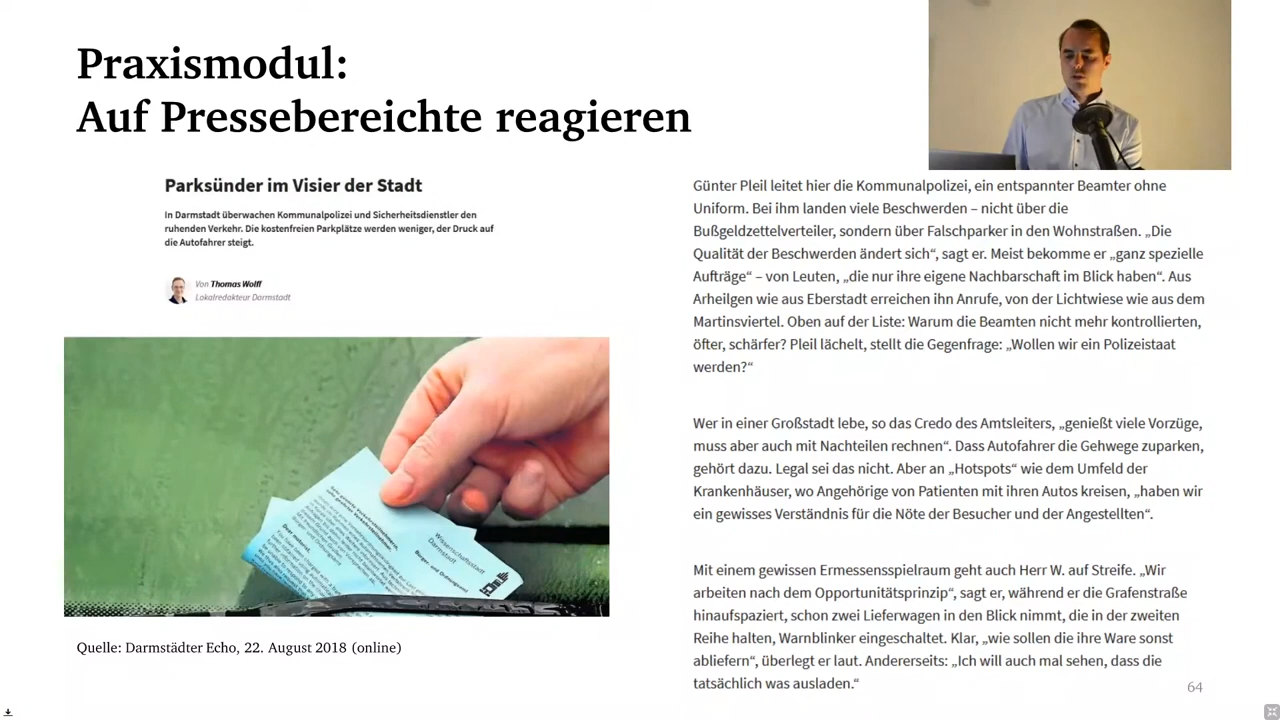 Praxismodul:
Auf Pressebereichte reagieren
Parksünder im Visier der Stadt
In Darmstadt überwachen Kommunalpolizei und Sicherheitsdienstler den
ruhenden Verkehr. Die kostenfreien Parkplätze werden weniger, der Druck auf
die Autofahrer steigt.
Von Thomas Wolff
Lokalredakteur Darmstadt
Wissenschaftsstadt
Darmstadt
Bürger- und Ordnungsamt
Quelle: Darmstädter Echo, 22. August 2018 (online)
Günter Pleil leitet hier die Kommunalpolizei, ein entspannter Beamter ohne
Uniform. Bei ihm landen viele Beschwerden – nicht über die
Bußgeldzettelverteiler, sondern über Falschparker in den Wohnstraßen. „Die
Qualität der Beschwerden ändert sich“, sagt er. Meist bekomme er „ganz spezielle
Aufträge“ – von Leuten, „die nur ihre eigene Nachbarschaft im Blick haben“. Aus
Arheilgen wie aus Eberstadt erreichen ihn Anrufe, von der Lichtwiese wie aus dem
Martinsviertel. Oben auf der Liste: Warum die Beamten nicht mehr kontrollierten,
öfter, schärfer? Pleil lächelt, stellt die Gegenfrage: „Wollen wir ein Polizeistaat
werden?“
Wer in einer Großstadt lebe, so das Credo des Amtsleiters, „genießt viele Vorzüge,
muss aber auch mit Nachteilen rechnen“. Dass Autofahrer die Gehwege zuparken,
gehört dazu. Legal sei das nicht. Aber an „Hotspots“ wie dem Umfeld der
Krankenhäuser, wo Angehörige von Patienten mit ihren Autos kreisen, „haben wir
ein gewisses Verständnis für die Nöte der Besucher und der Angestellten“.
Mit einem gewissen Ermessensspielraum geht auch Herr W. auf Streife. „Wir
arbeiten nach dem Opportunitätsprinzip“, sagt er, während er die Grafenstraße
hinaufspaziert, schon zwei Lieferwagen in den Blick nimmt, die in der zweiten
Reihe halten, Warnblinker eingeschaltet. Klar, „wie sollen die ihre Ware sonst
abliefern“, überlegt er laut. Andererseits: „Ich will auch mal sehen, dass die
tatsächlich was ausladen.“
64